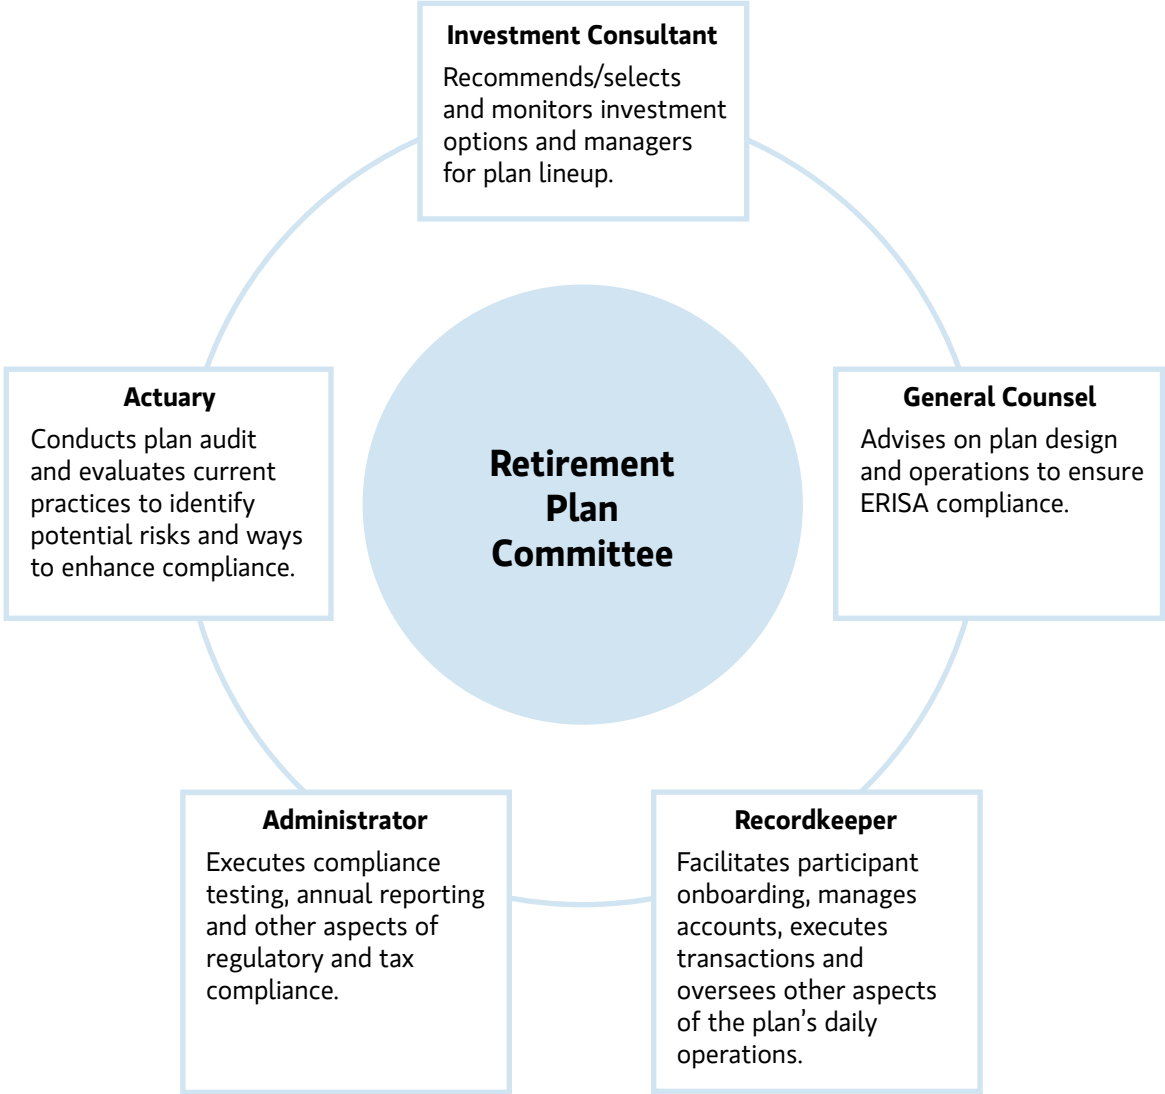 Investment Consultant
Recommends/selects
and monitors investment
options and managers
for plan lineup.
Actuary
Conducts plan audit
and evaluates current
practices to identify
potential risks and ways
to enhance compliance.
Retirement
Plan
Committee
General Counsel
Advises on plan design
and operations to ensure
ERISA compliance.
Administrator
Executes compliance
testing, annual reporting
and other aspects of
regulatory and tax
compliance.
Recordkeeper
Facilitates participant
onboarding, manages
accounts, executes
transactions and
oversees other aspects
of the plan’s daily
operations.